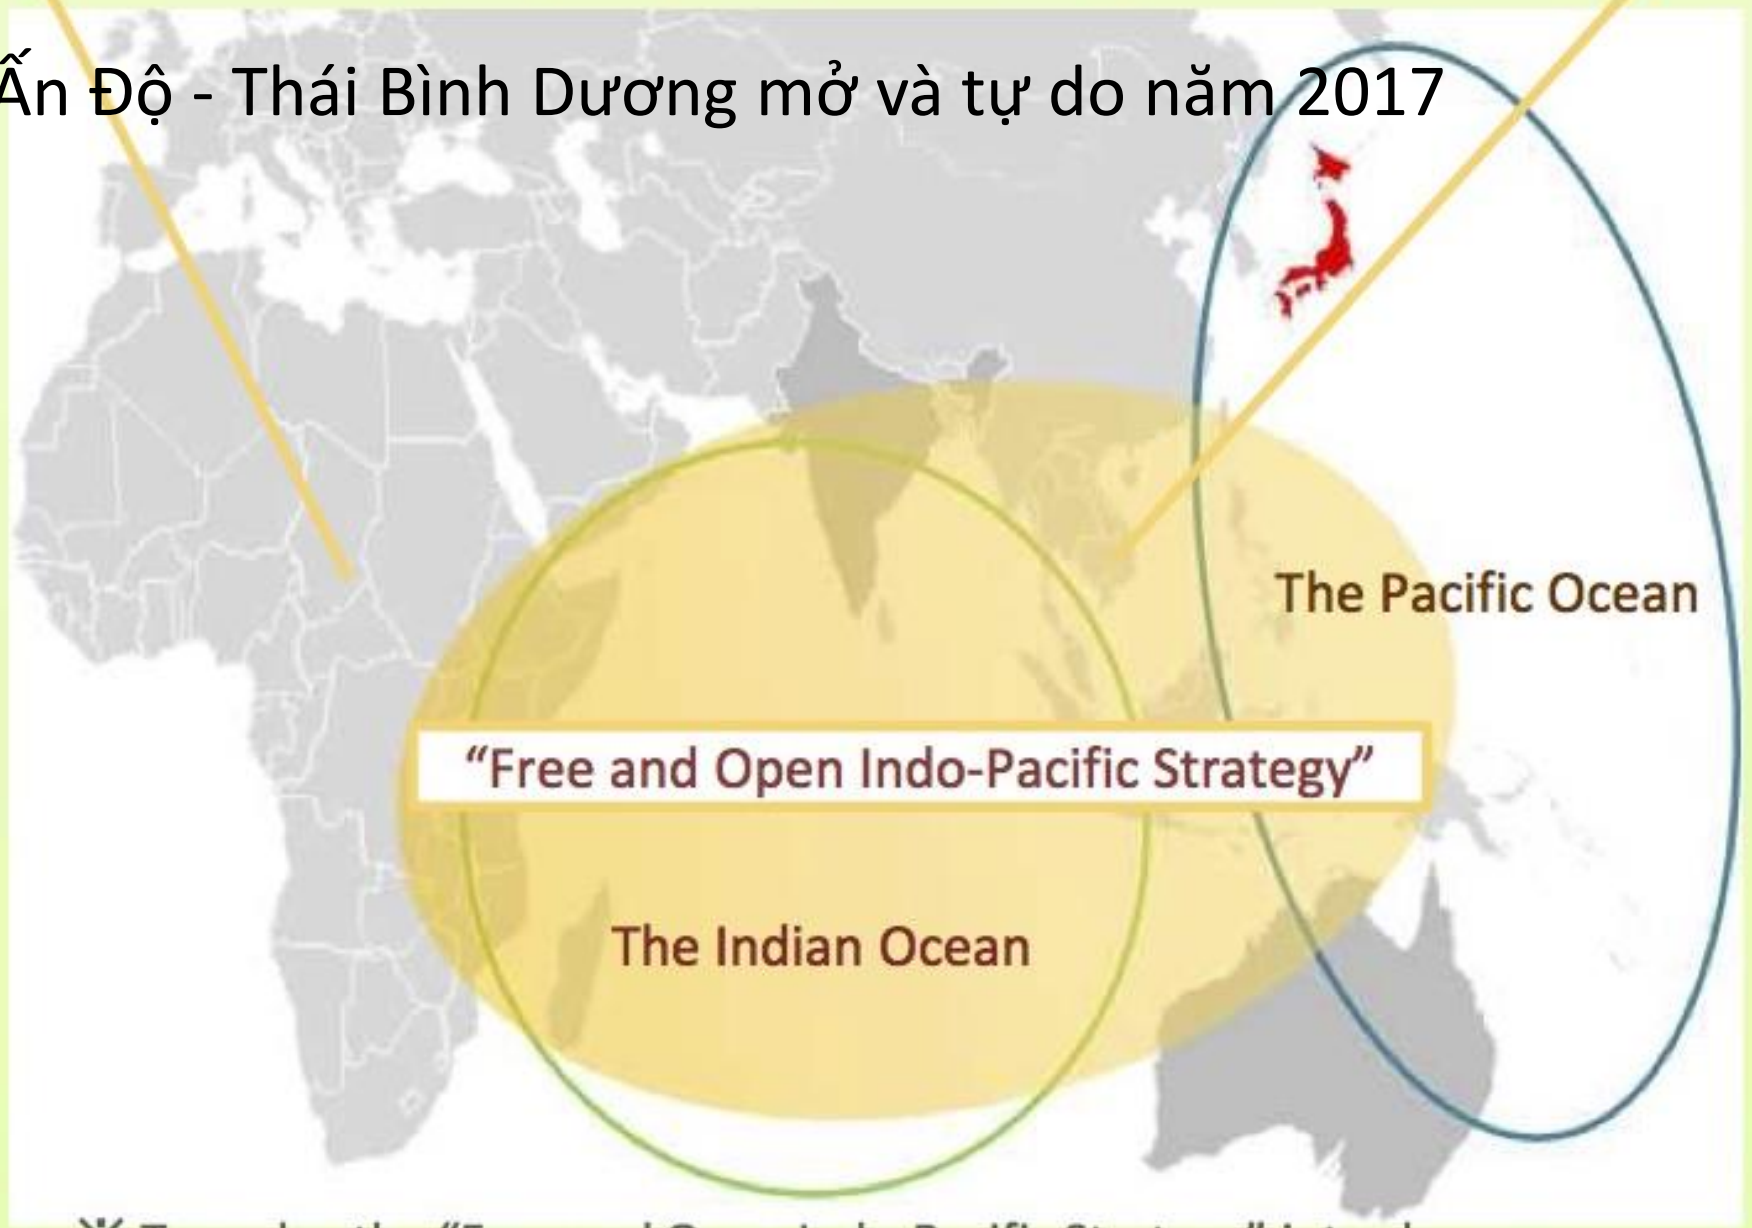 Ấn Độ - Thái Bình Dương mở và tự do năm 2017
The Pacific Ocean
“Free and Open Indo-Pacific Strategy”
The Indian Ocean